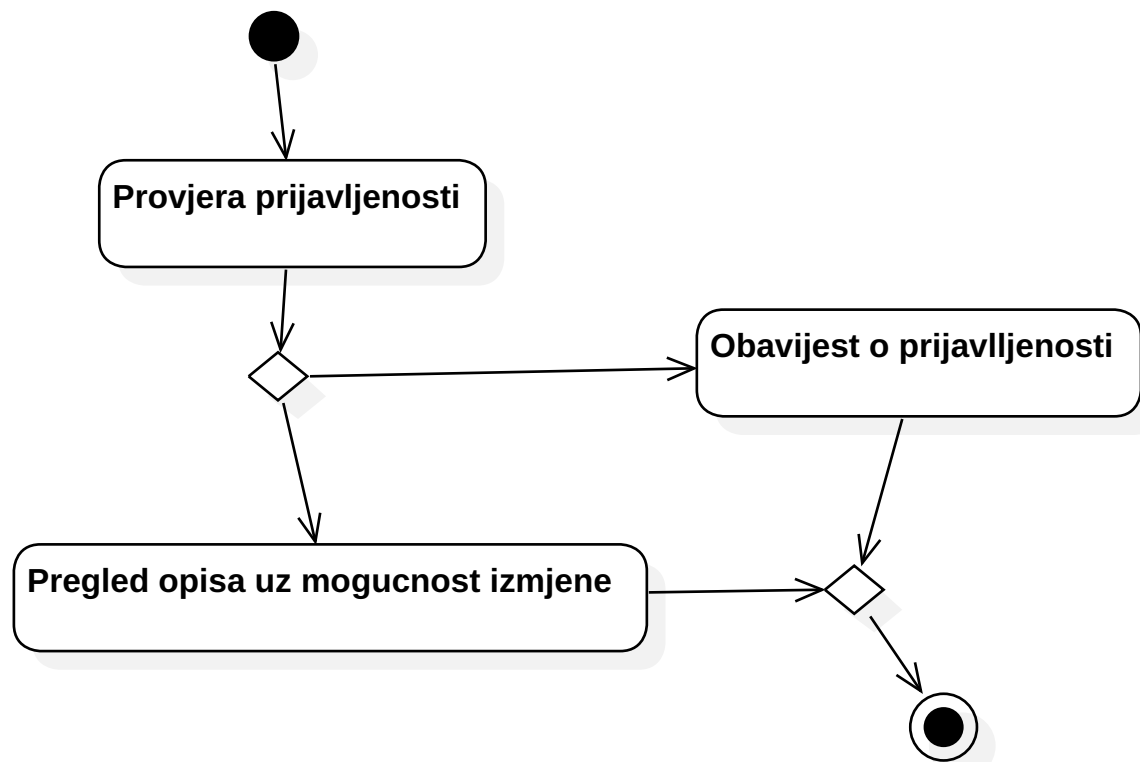 Provjera prijavljenosti
Obavijest o prijavlljenosti
Pregled opisa uz mogucnost izmjene